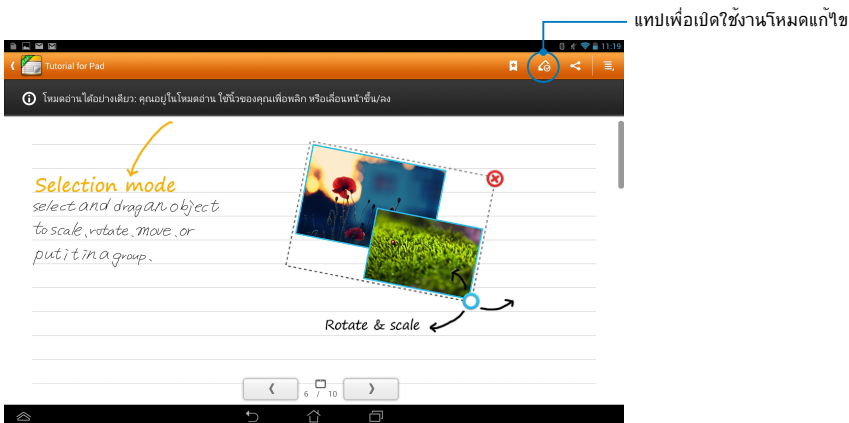 แทปเพื่อเปิดใช้งานโหมดแก้ไข
11:19
Tutorial for Pad
โหมดอ่านได้อย่างเดียว: คุณอยู่ในโหมดอ่าน ใช้นิ้วของคุณเพื่อพลิก หรือเลื่อนหน้าขึ้น/ลง
Selection mode
select and drag an object
to scale, rotate, move, or
put it in a group.
Rotate & scale
6 / 10